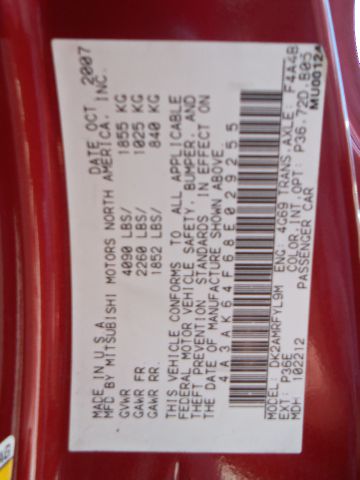 MADE IN U.S.A. DATE OCT 2007
MFD BY MITSUBISHI MOTORS NORTH AMERICA, INC.
GVWR 4090 LBS/ 1855 KG
GAWR FR 2260 LBS/ 1025 KG
GAWR RR. 1852 LBS/ 840 KG
THIS VEHICLE CONFORMS TO ALL APPLICABLE
FEDERAL MOTOR VEHICLE SAFETY, BUMPER, AND
THEFT PREVENTION STANDARDS IN EFFECT ON
THE DATE OF MANUFACTURE SHOWN ABOVE.
4A3AK64F68E029255
MODEL: DK2AMRFYL9M ENG: 4G69 TRANS.AXLE: F4A4B
EXT: P36E COLOR INT.OPT: P36.72D.B05
MDH 102212 PASSENGER CAR MU00124
AG